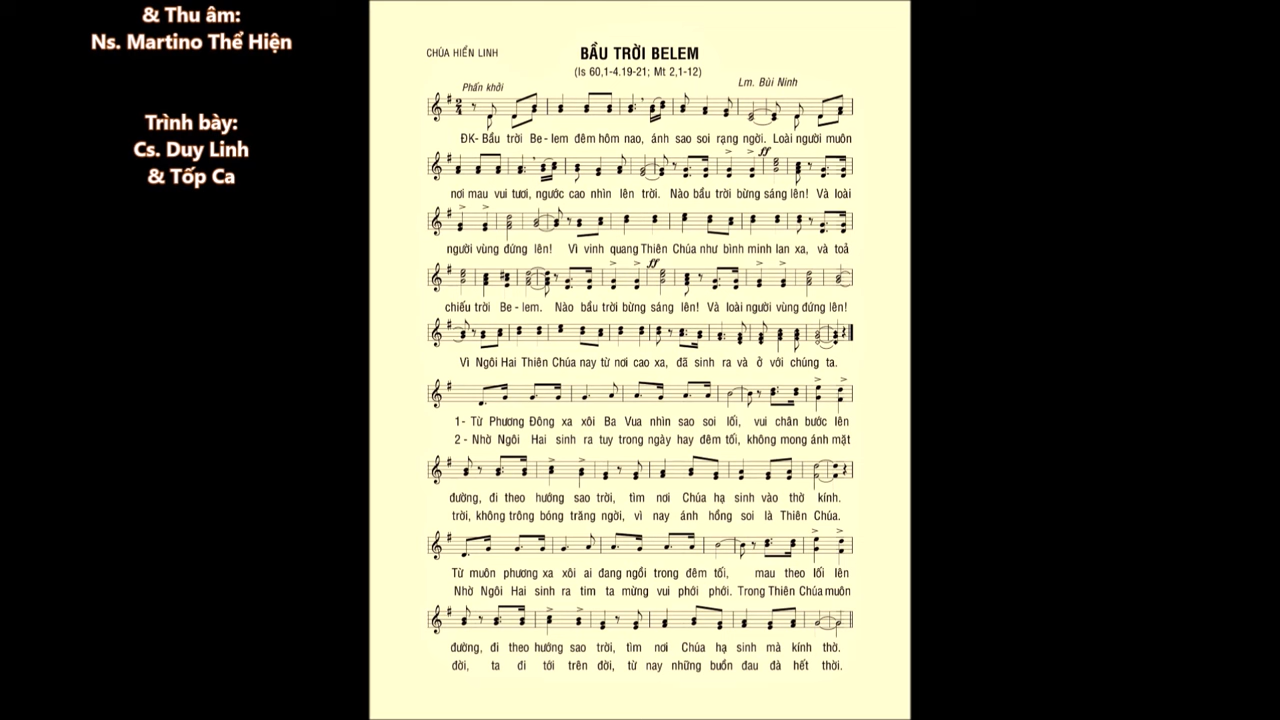 & Thu âm:
Ns. Martino Thể Hiện
Trình bày:
Cs. Duy Linh
& Tốp Ca
CHÚA HIỂN LINH
BẦU TRỜI BELEM
(Is 60,1-4.19-21; Mt 2,1-12)
Phấn khởi
Lm. Bùi Ninh
ĐK- Bầu trời Be - lem đêm hôm nao, ánh sao soi rạng ngời. Loài người muôn
ff
nơi mau vui tươi, ngước cao nhìn lên trời. Nào bầu trời bừng sáng lên! Và loài
người vùng đứng lên! Vì vinh quang Thiên Chúa như bình minh lan xa, và toả
ff
chiếu trời Be - lem. Nào bầu trời bừng sáng lên! Và loài người vùng đứng lên!
Vì Ngôi Hai Thiên Chúa nay từ nơi cao xa, đã sinh ra và ở với chúng ta.
1- Từ Phương Đông xa xôi Ba Vua nhìn sao soi lối, vui chân bước lên
2 - Nhờ Ngôi Hai sinh ra tuy trong ngày hay đêm tối, không mong ánh mặt
đường, đi theo hướng sao trời, tìm nơi Chúa hạ sinh vào thờ kính.
trời, không trông bóng trăng ngời, vì nay ánh hồng soi là Thiên Chúa.
Từ muôn phương xa xôi ai đang ngồi trong đêm tối, mau theo lối lên
Nhờ Ngôi Hai sinh ra tim ta mừng vui phới phới. Trong Thiên Chúa muôn
đường, đi theo hướng sao trời, tìm nơi Chúa hạ sinh mà kính thờ.
đời, ta đi tới trên đời, từ nay những buồn đau đà hết thời.